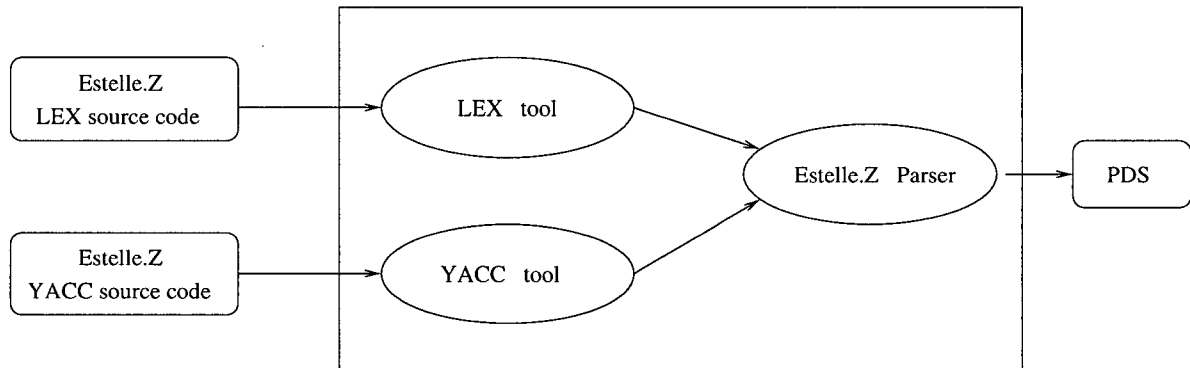 Estelle.Z
LEX source code
LEX tool
Estelle.Z Parser
PDS
Estelle.Z
YACC source code
YACC tool